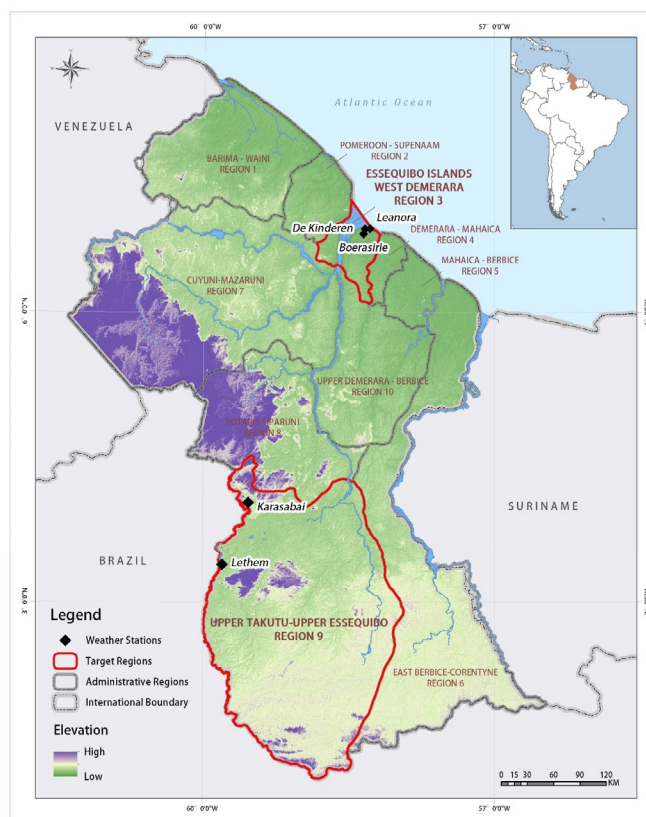 60° 0'0"W
57° 0'0"W
Atlantic Ocean
VENEZUELA
POMEROON - SUPENAAM
REGION 2
BARIMA - WAINI
REGION 1
ESSEQUIBO ISLANDS
WEST DEMERARA
REGION 3
Leanora
De Kinderen
DEMERARA - MAHAICA
REGION 4
Boerasirie
MAHAICA - BERBICE
REGION 5
CUYUNI-MAZARUNI
REGION 7
6° 0'2"
UPPER DEMERARA - BERBICE
REGION 10
REGION 8
Karasabai
SURINAME
BRAZIL
Lethem
3° 0'0"
Legend
Weather Stations
Target Regions
Administrative Regions
International Boundary
Elevation
High
Low
UPPER TAKUTU-UPPER ESSEQUIBO
REGION 9
EAST BERBICE-CORENTYNE
REGION 6
0 15 30 60 90 120
KM
60° 0'0"W
57° 0'0"W